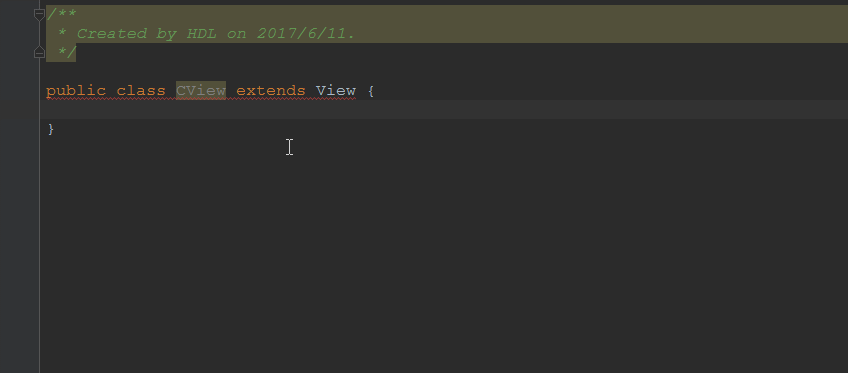 /**
 * Created by HDL on 2017/6/11.
 */
public class CView extends View {
}